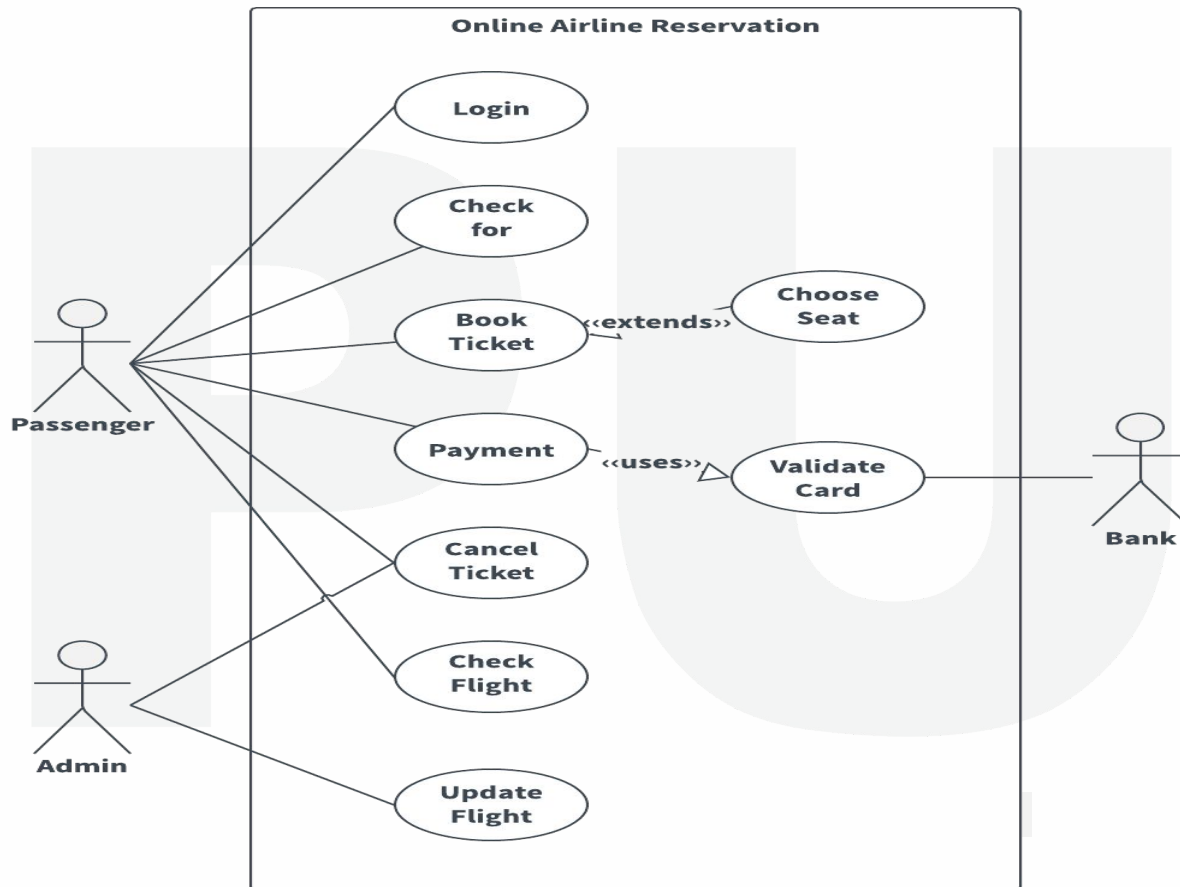 Online Airline Reservation
Login
Check
for
Book
Ticket
‹‹extends››
Choose
Seat
Passenger
Payment
‹‹uses››
Validate
Card
Bank
Cancel
Ticket
Check
Flight
Admin
Update
Flight
PU